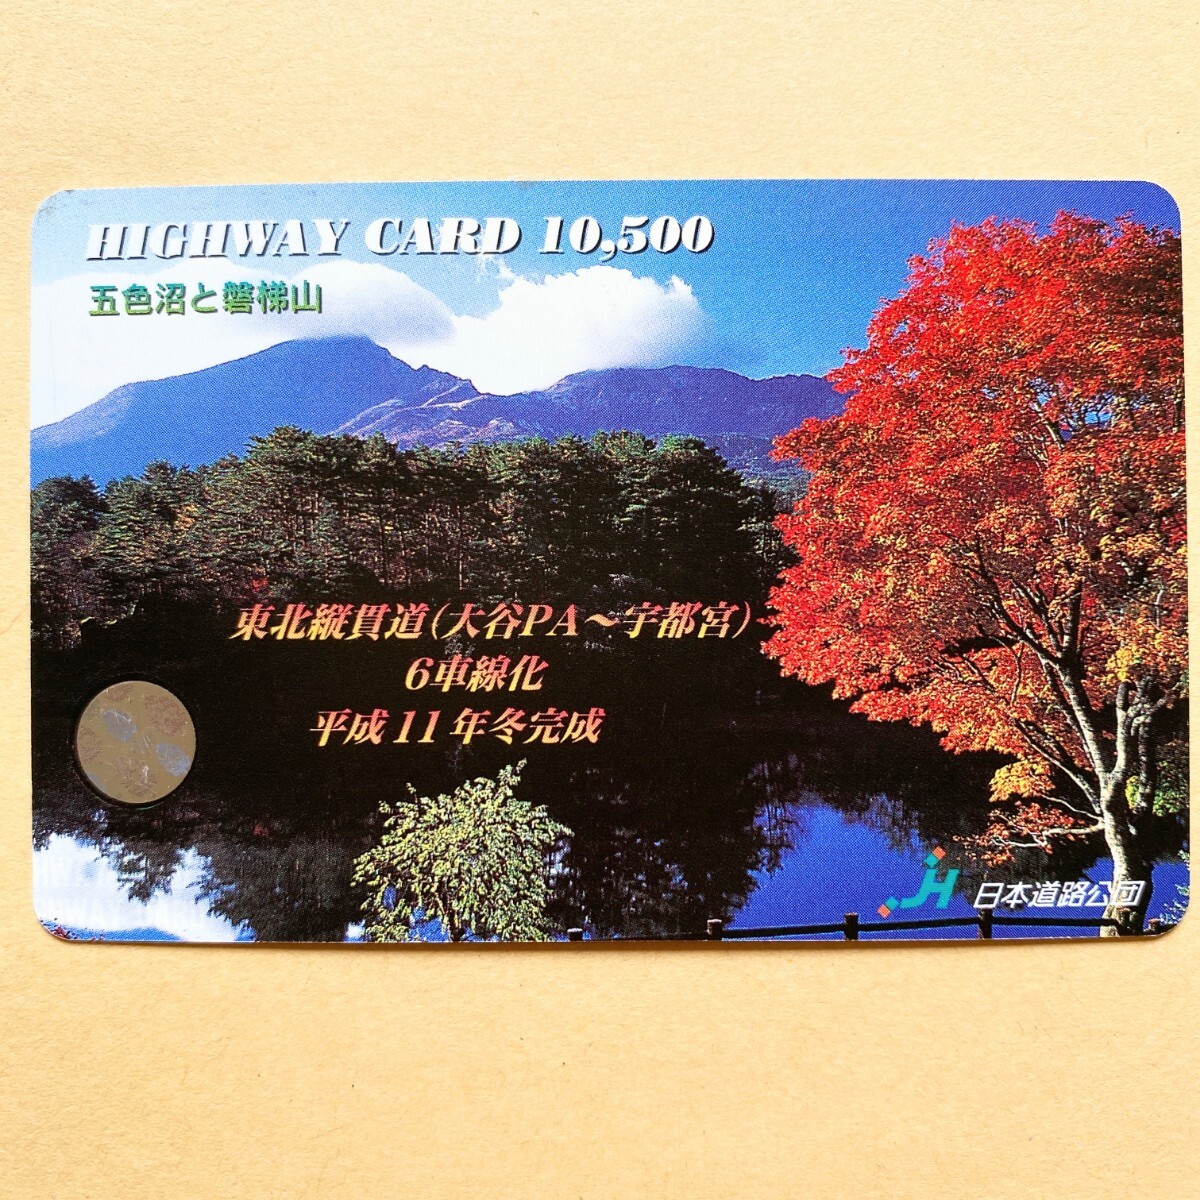 HIGHWAY CARD 10,500
五色沼と磐梯山
東北縦貫道(大谷PA～宇都宮)
6車線化
平成11年冬完成
JH 日本道路公団